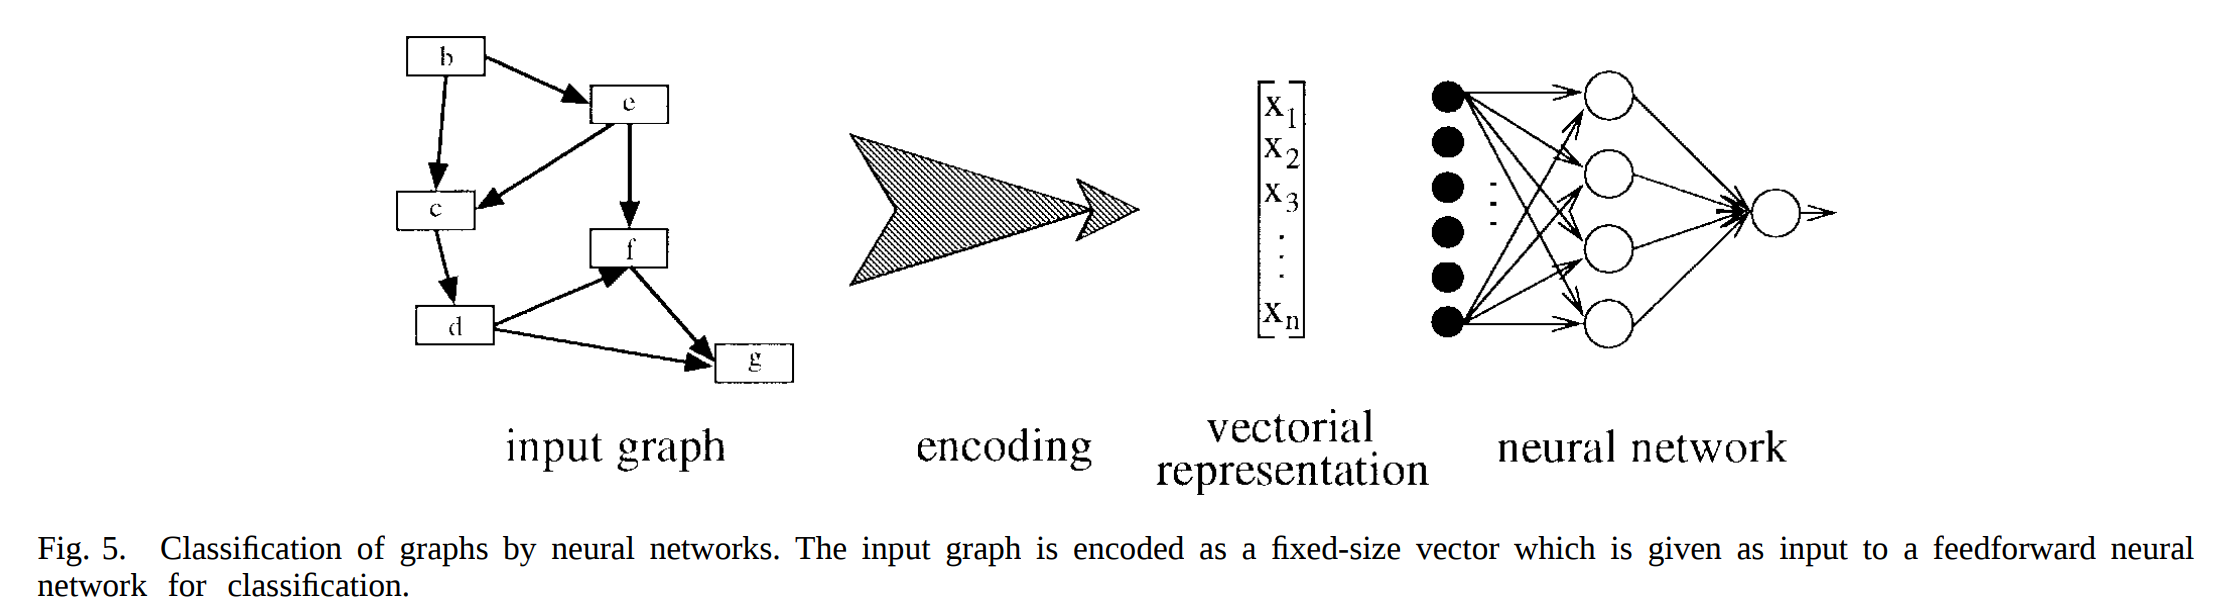 b
e
c
f
d
g
x1
x2
x3
xn
input graph
encoding
vectorial
representation
neural network
Fig. 5. Classification of graphs by neural networks. The input graph is encoded as a fixed-size vector which is given as input to a feedforward neural
network for classification.